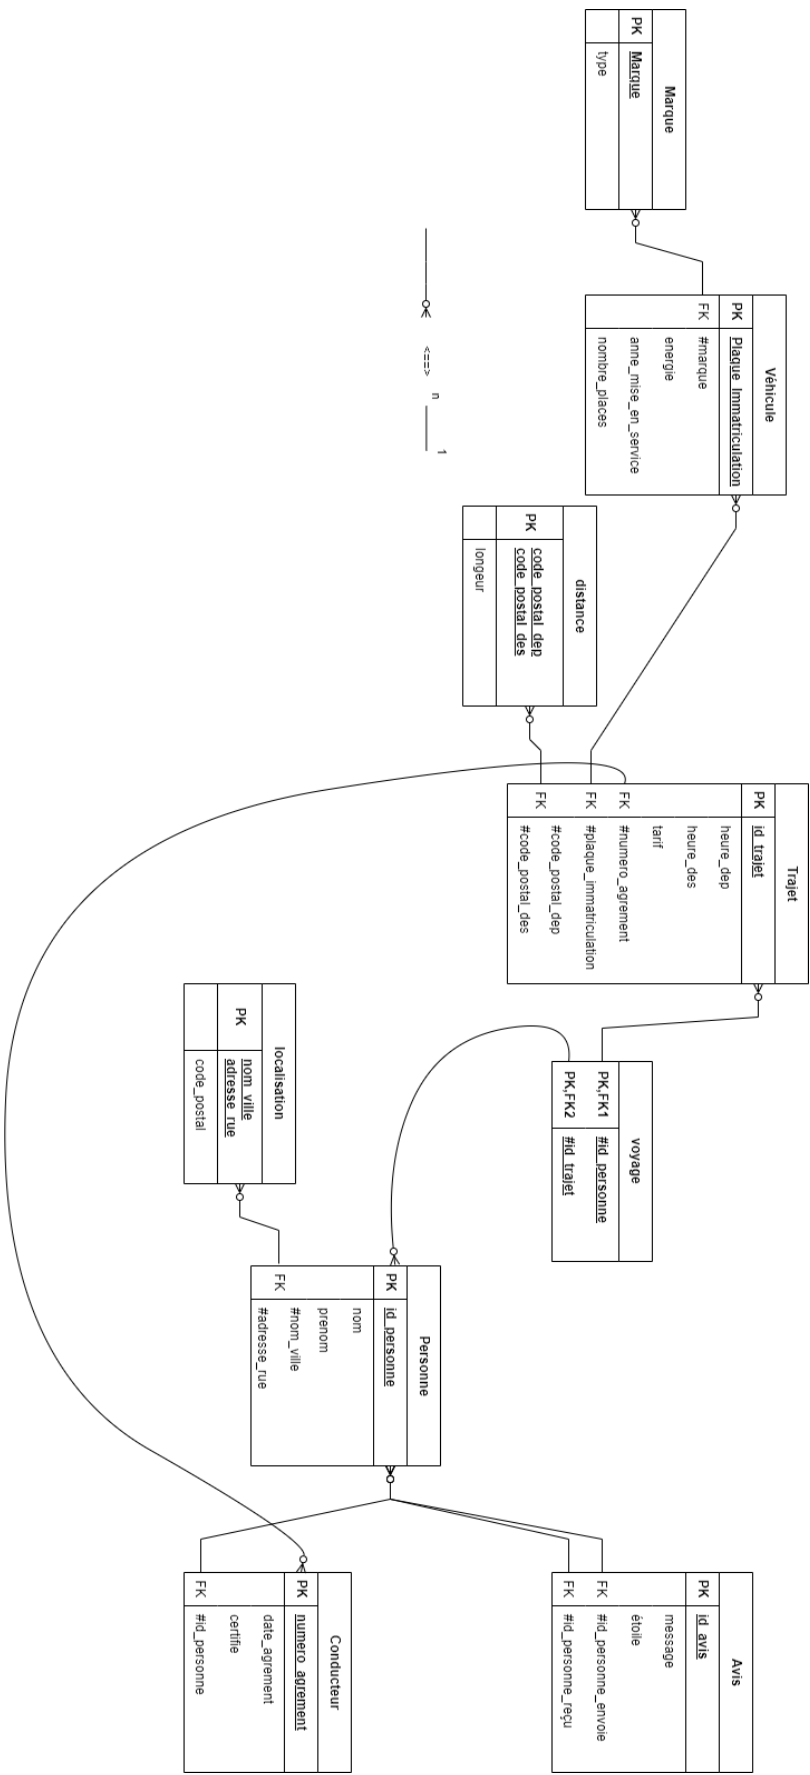 Marque
PK Marque
type
Véhicule
PK Plaque_Immatriculation
FK #marque
energie
anne_mise_en_service
nombre_places
n 1
<==>
distance
PK code_postal_dep
code_postal_des
longeur
Trajet
PK id_trajet
heure_dep
heure_des
tarif
FK #numero_agrement
FK #plaque_immatriculation
FK #code_postal_dep
#code_postal_des
voyage
PK,FK1 #id_personne
PK,FK2 #id_trajet
localisation
PK nom_ville
adresse_rue
code_postal
Personne
PK id_personne
nom
prenom
FK #nom_ville
#adresse_rue
Avis
PK id_avis
message
étoile
FK #id_personne_envoie
FK #id_personne_reçu
Conducteur
PK numero_agrement
date_agrement
certifie
FK #id_personne